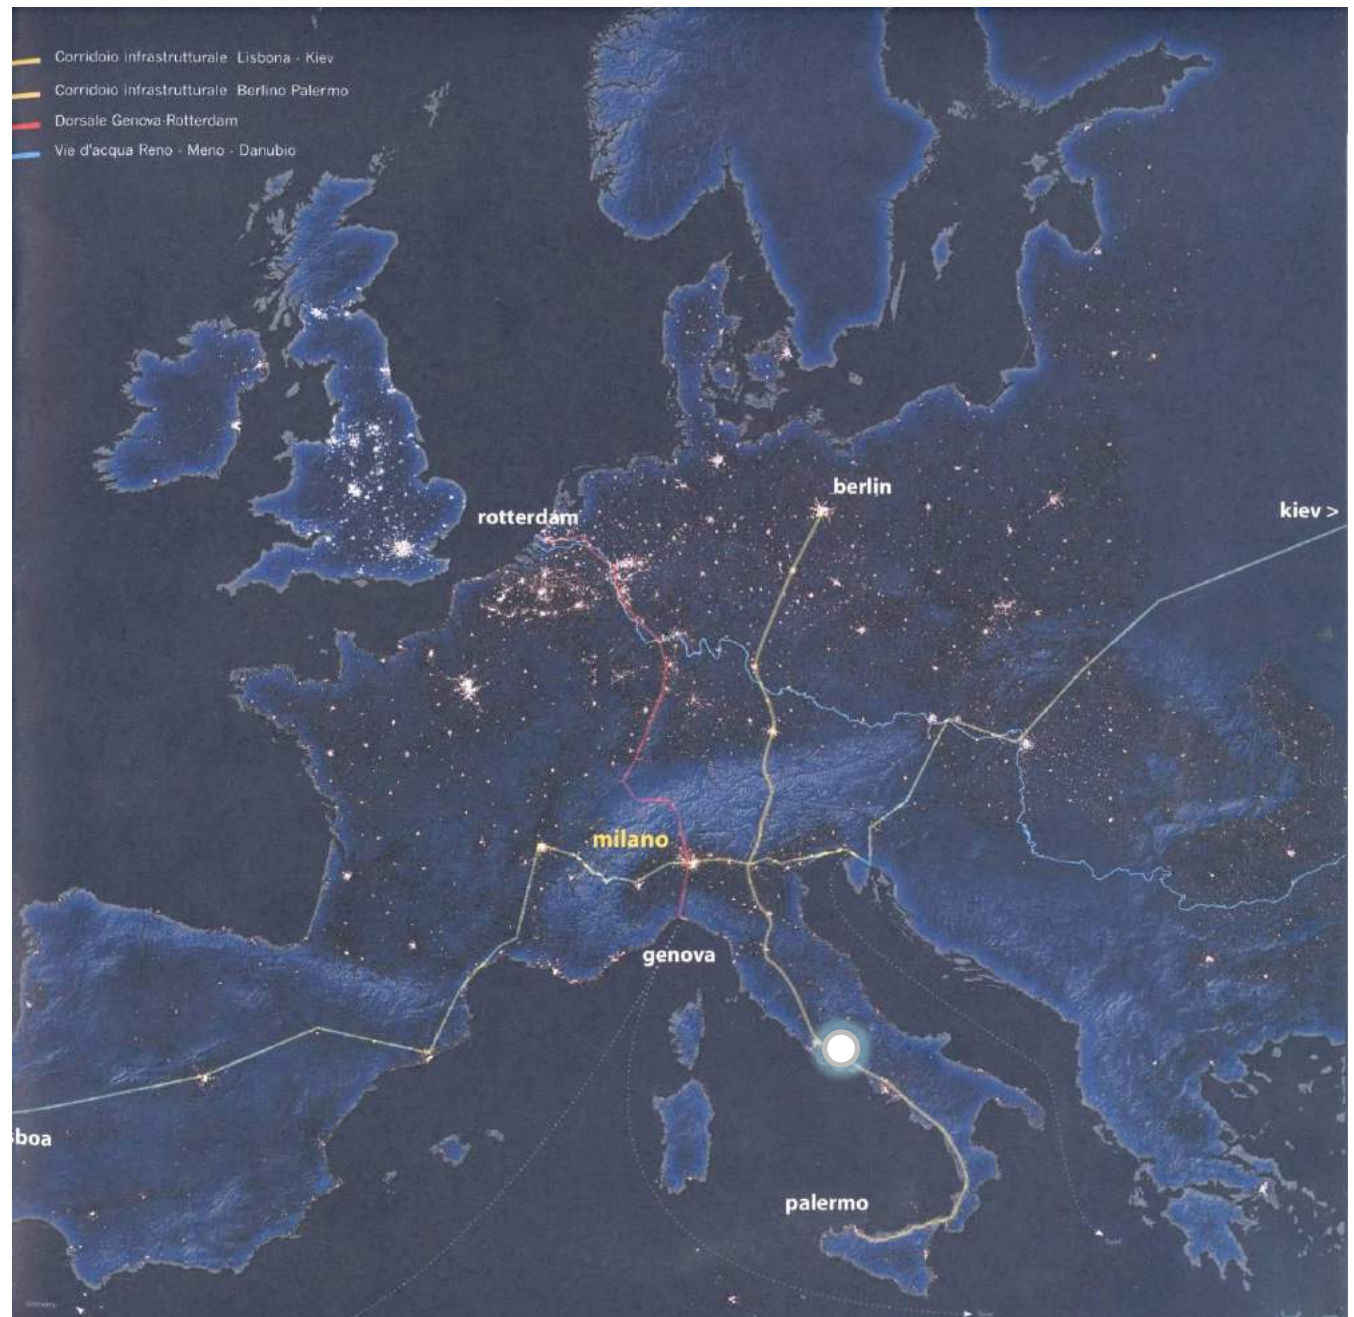 Corridoio infrastrutturale Lisbona - Kiev
Corridoio infrastrutturale Berlino Palermo
Dorsale Genova-Rotterdam
Vie d'acqua Reno - Meno - Danubio
berlin
rotterdam
kiev >
milano
genova
sboa
palermo